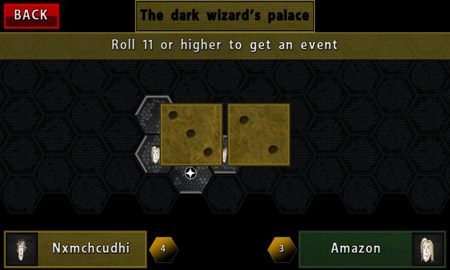 BACK
The dark wizard's palace
Roll 11 or higher to get an event
Nxmchcudhi
4
3
Amazon